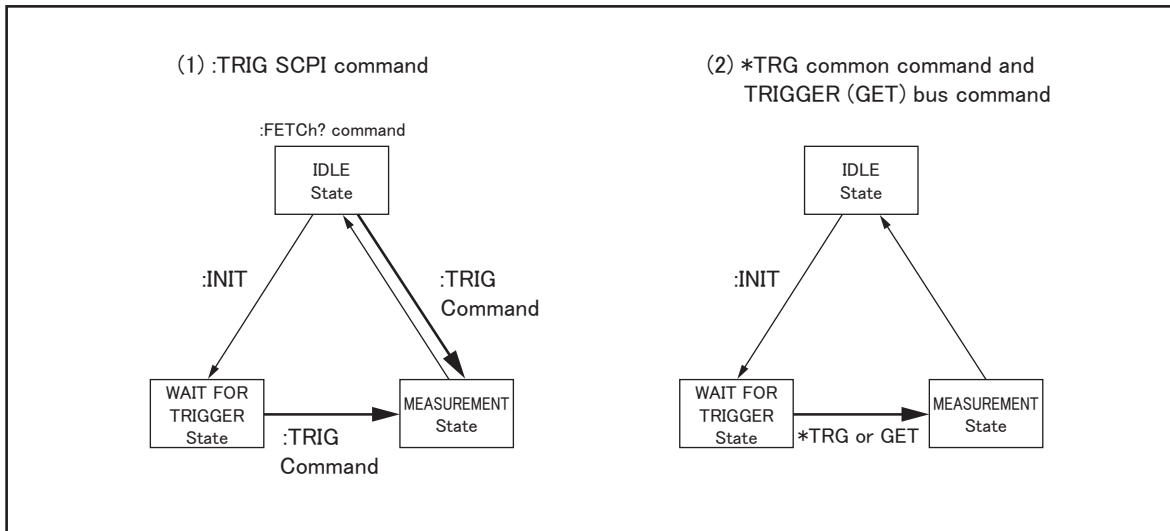 (1) :TRIG SCPI command
:FETCh? command
IDLE
State
:INIT
:TRIG
Command
WAIT FOR
TRIGGER
State
:TRIG
Command
MEASUREMENT
State
(2) *TRG common command and
TRIGGER (GET) bus command
IDLE
State
:INIT
WAIT FOR
TRIGGER
State
*TRG or GET
MEASUREMENT
State